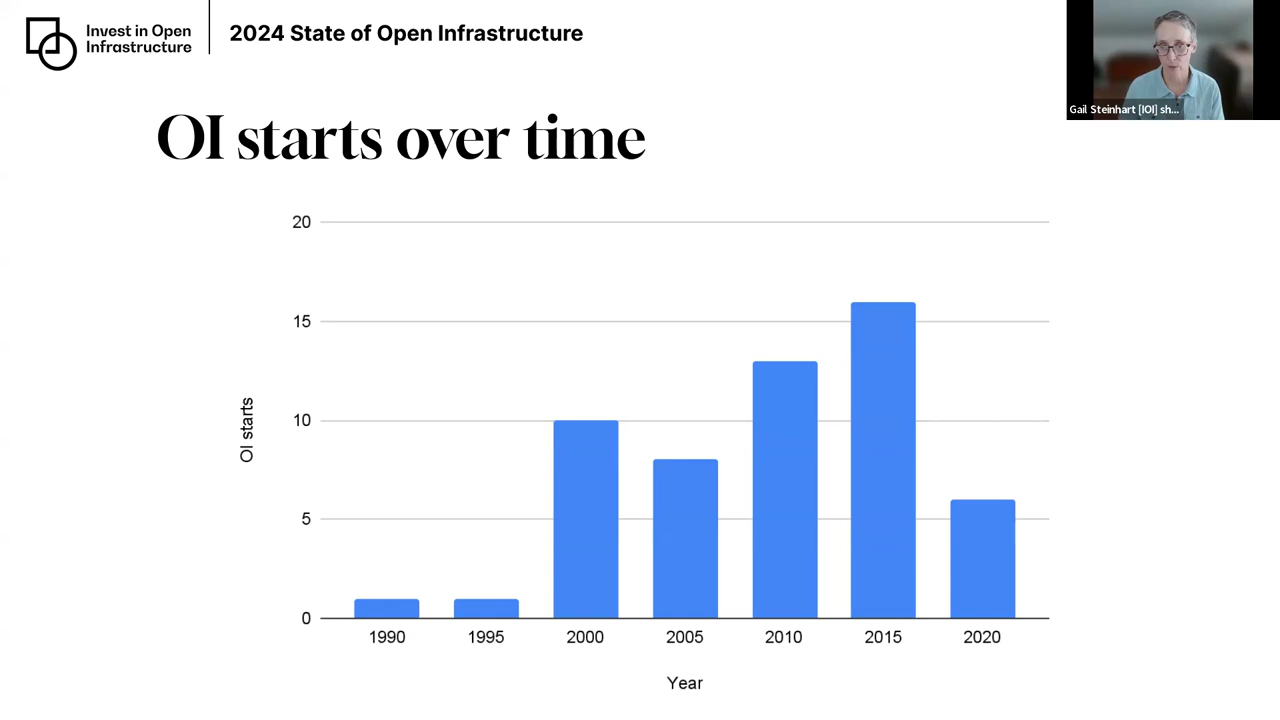 Invest in Open
Infrastructure
2024 State of Open Infrastructure
Gail Steinhart [IOI] sh...
OI starts over time
20
15
10
5
0
OI starts
1990
1995
2000
2005
2010
2015
2020
Year